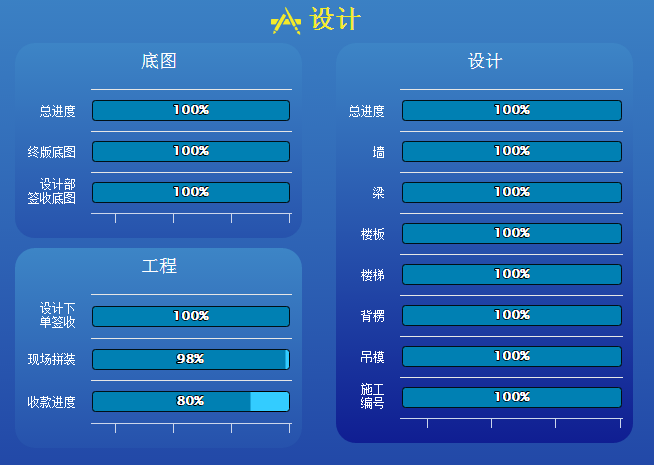 设计
底图
总进度 100%
终版底图 100%
设计部
签收底图 100%
工程
设计下
单签收 100%
现场拼装 98%
收款进度 80%
设计
总进度 100%
墙 100%
梁 100%
楼板 100%
楼梯 100%
背楞 100%
吊模 100%
施工
编号 100%